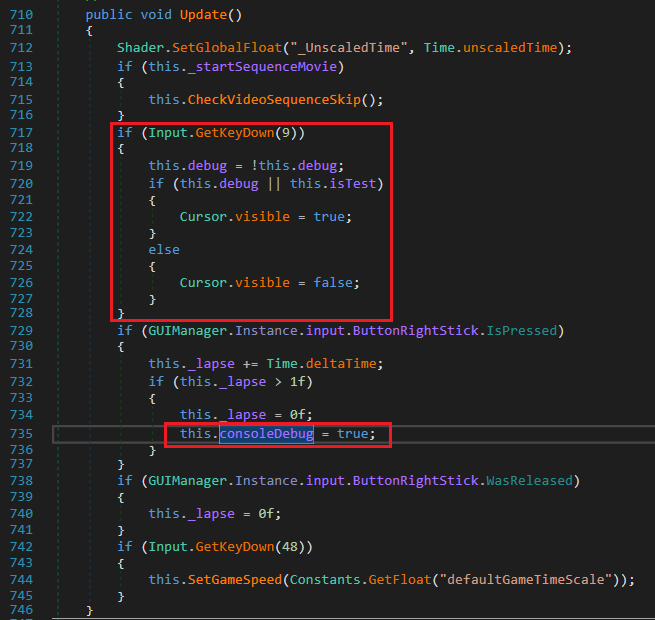 710 public void Update()
711 {
712 Shader.SetGlobalFloat("_UnscaledTime", Time.unscaledTime);
713 if (this._startSequenceMovie)
714 {
715 this.CheckVideoSequenceSkip();
716 }
717 if (Input.GetKeyDown(9))
718 {
719 this.debug = !this.debug;
720 if (this.debug || this.isTest)
721 {
722 Cursor.visible = true;
723 }
724 else
725 {
726 Cursor.visible = false;
727 }
728 }
729 if (GUIManager.Instance.input.ButtonRightStick.IsPressed)
730 {
731 this._lapse += Time.deltaTime;
732 if (this._lapse > 1f)
733 {
734 this._lapse = 0f;
735 this.consoleDebug = true;
736 }
737 }
738 if (GUIManager.Instance.input.ButtonRightStick.WasReleased)
739 {
740 this._lapse = 0f;
741 }
742 if (Input.GetKeyDown(48))
743 {
744 this.SetGameSpeed(Constants.GetFloat("defaultGameTimeScale"));
745 }
746 }